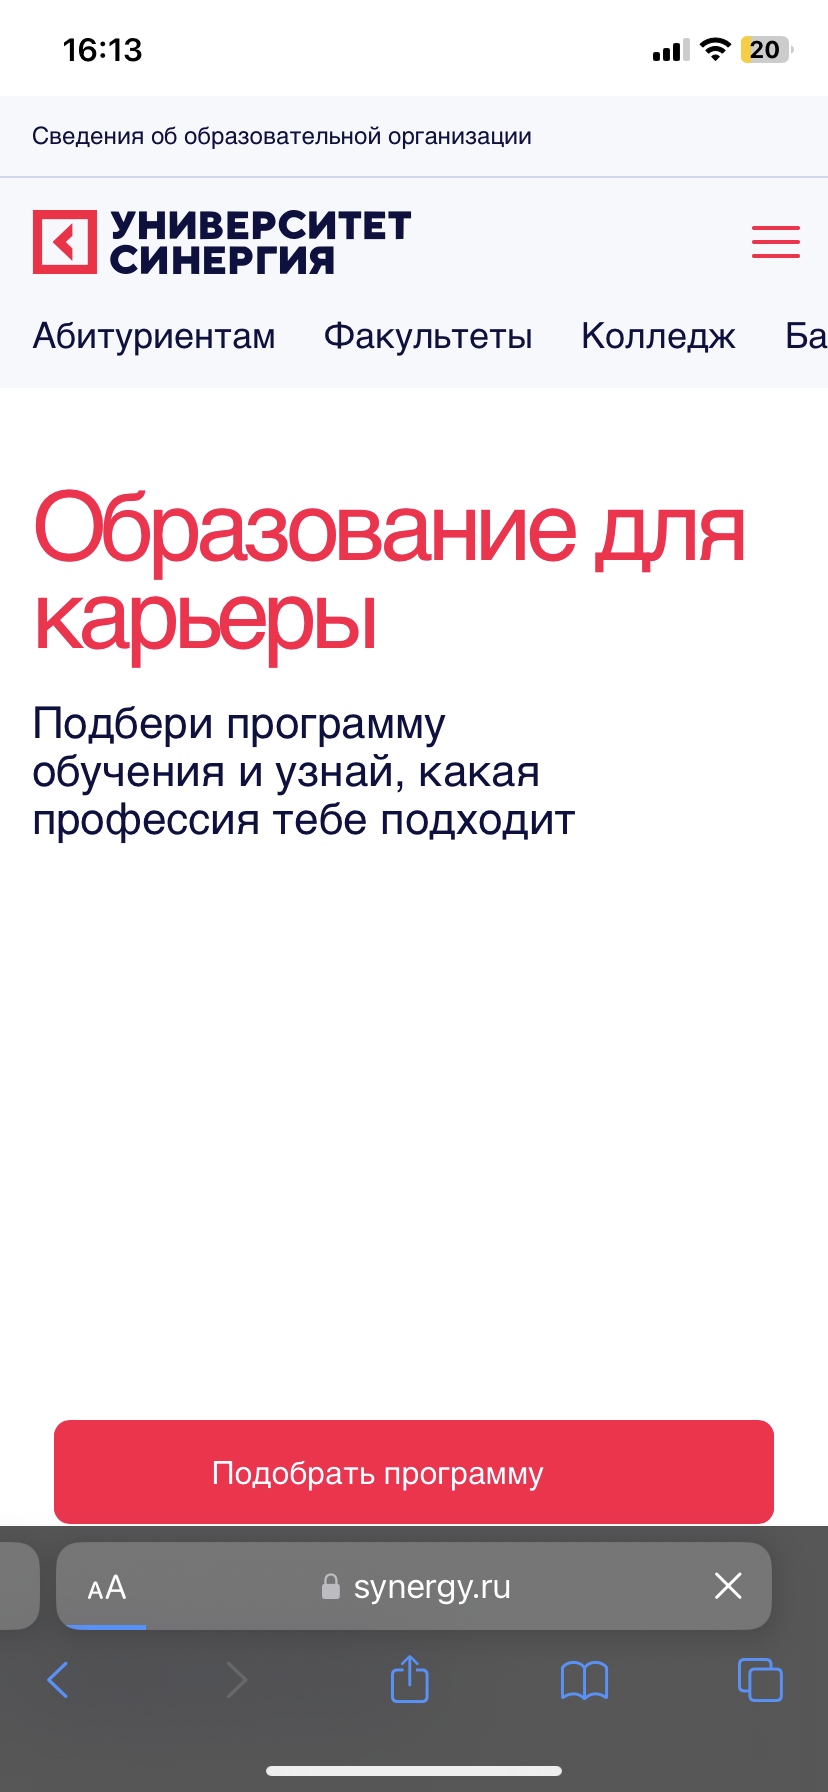 16:13
20
Сведения об образовательной организации
УНИВЕРСИТЕТ
СИНЕРГИЯ
Абитуриентам Факультеты Колледж Ба
Образование для
карьеры
Подбери программу
обучения и узнай, какая
профессия тебе подходит
Подобрать программу
AA synergy.ru